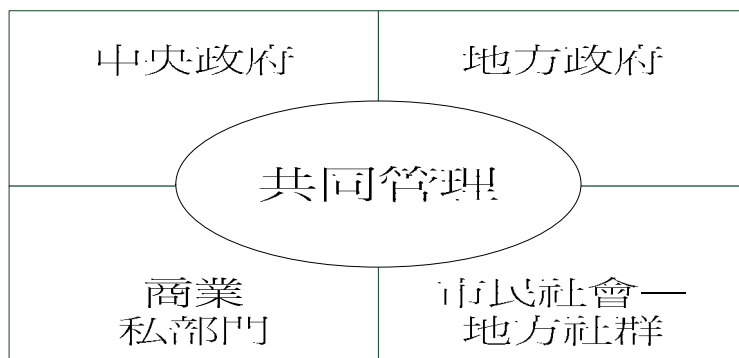 中央政府
地方政府
共同管理
商業
私部門
市民社會—
地方社群